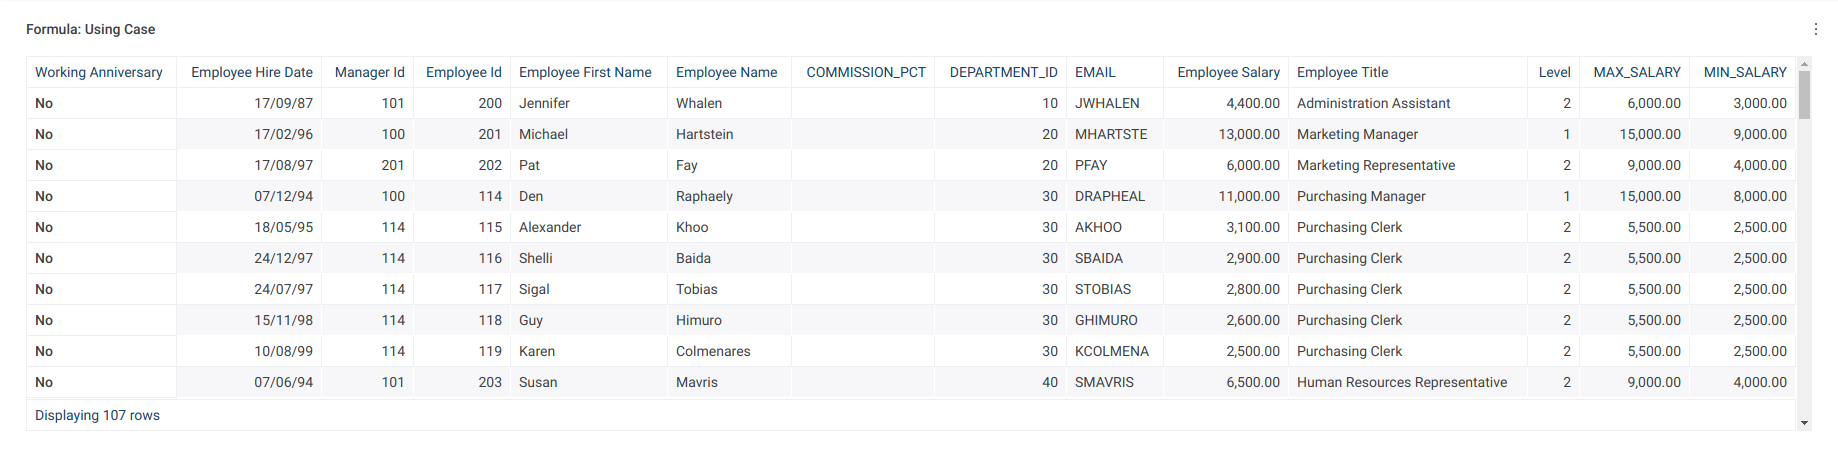 Formula: Using Case
Working Anniversary Employee Hire Date Manager Id Employee Id Employee First Name Employee Name COMMISSION_PCT DEPARTMENT_ID EMAIL Employee Salary Employee Title Level MAX_SALARY MIN_SALARY
No 17/09/87 101 200 Jennifer Whalen 10 JWHALEN 4,400.00 Administration Assistant 2 6,000.00 3,000.00
No 17/02/96 100 201 Michael Hartstein 20 MHARTSTE 13,000.00 Marketing Manager 1 15,000.00 9,000.00
No 17/08/97 201 202 Pat Fay 20 PFAY 6,000.00 Marketing Representative 2 9,000.00 4,000.00
No 07/12/94 100 114 Den Raphaely 30 DRAPHEAL 11,000.00 Purchasing Manager 1 15,000.00 8,000.00
No 18/05/95 114 115 Alexander Khoo 30 AKHOO 3,100.00 Purchasing Clerk 2 5,500.00 2,500.00
No 24/12/97 114 116 Shelli Baida 30 SBAIDA 2,900.00 Purchasing Clerk 2 5,500.00 2,500.00
No 24/07/97 114 117 Sigal Tobias 30 STOBIAS 2,800.00 Purchasing Clerk 2 5,500.00 2,500.00
No 15/11/98 114 118 Guy Himuro 30 GHIMURO 2,600.00 Purchasing Clerk 2 5,500.00 2,500.00
No 10/08/99 114 119 Karen Colmenares 30 KCOLMENA 2,500.00 Purchasing Clerk 2 5,500.00 2,500.00
No 07/06/94 101 203 Susan Mavris 40 SMAVRIS 6,500.00 Human Resources Representative 2 9,000.00 4,000.00
Displaying 107 rows